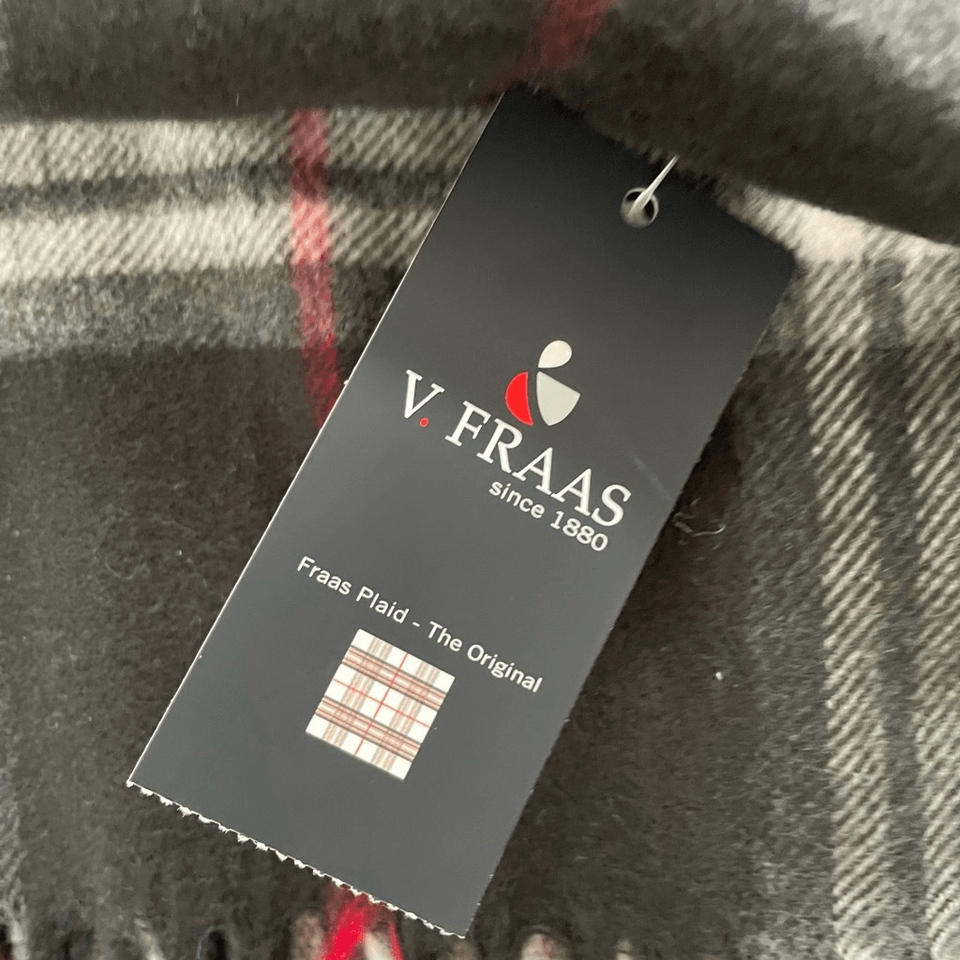 V. FRAAS
since 1880
Fraas Plaid - The Original